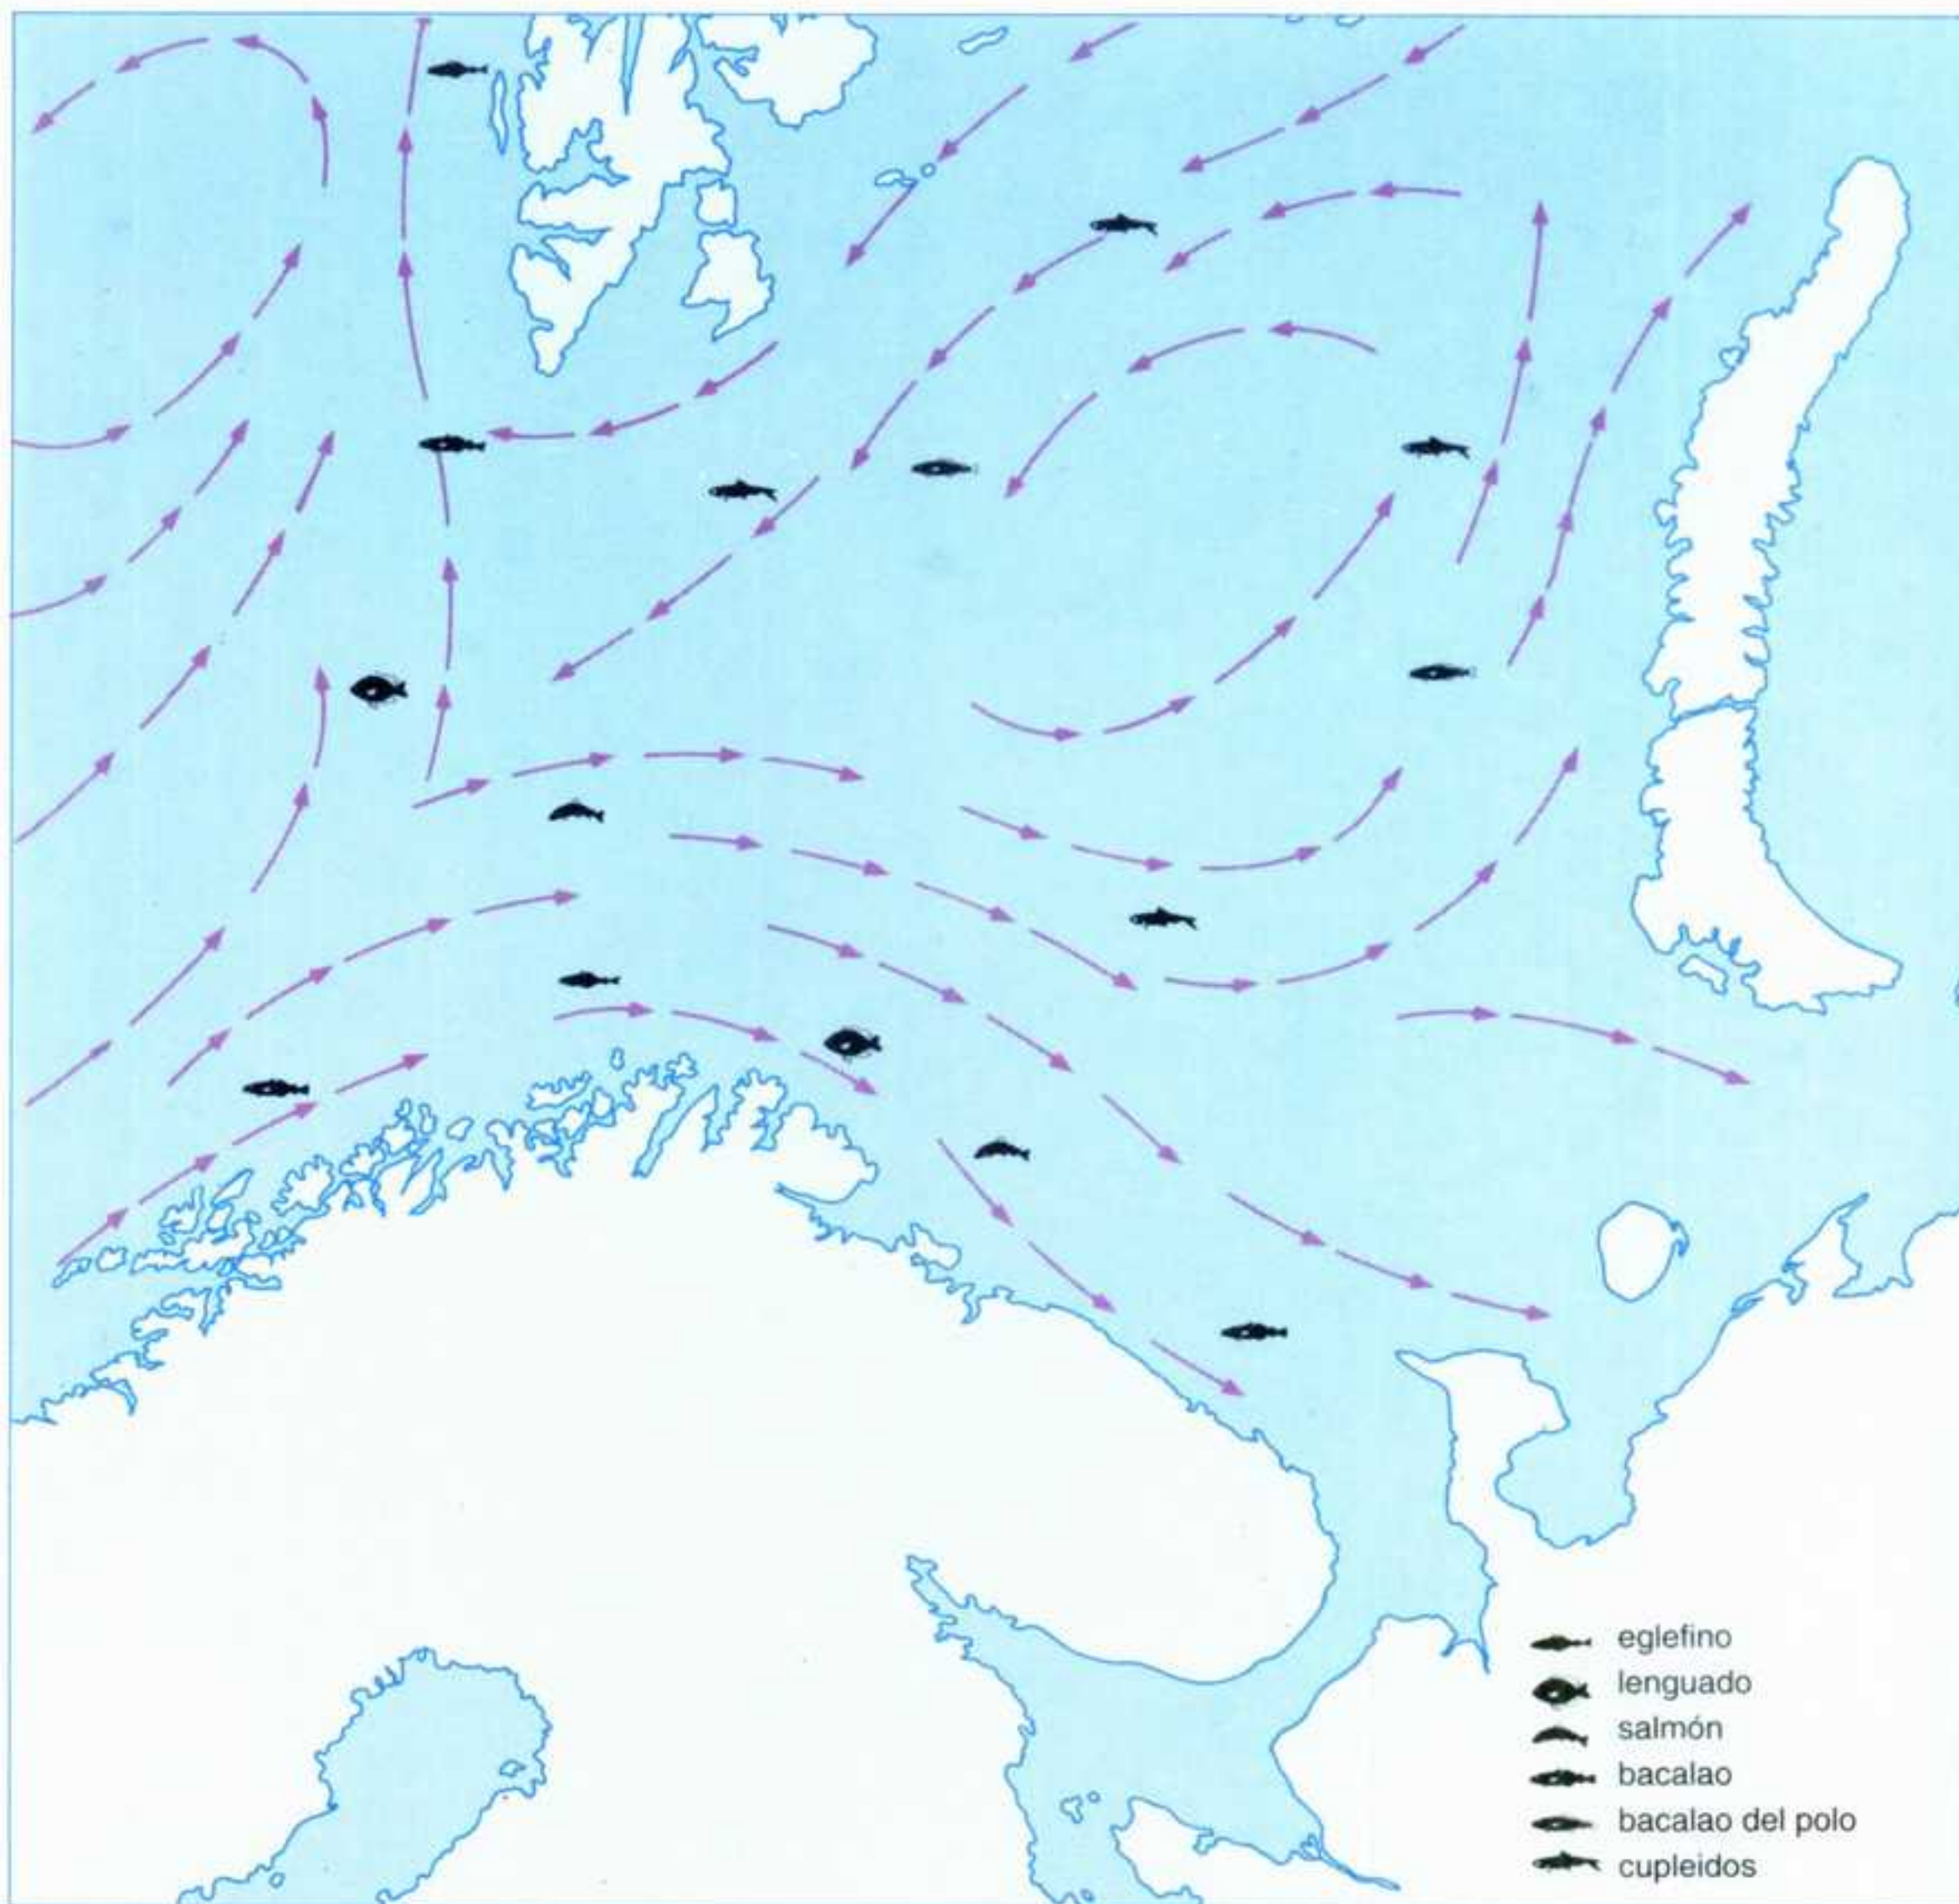 eglefino
lenguado
salmón
bacalao
bacalao del polo
cupleidos